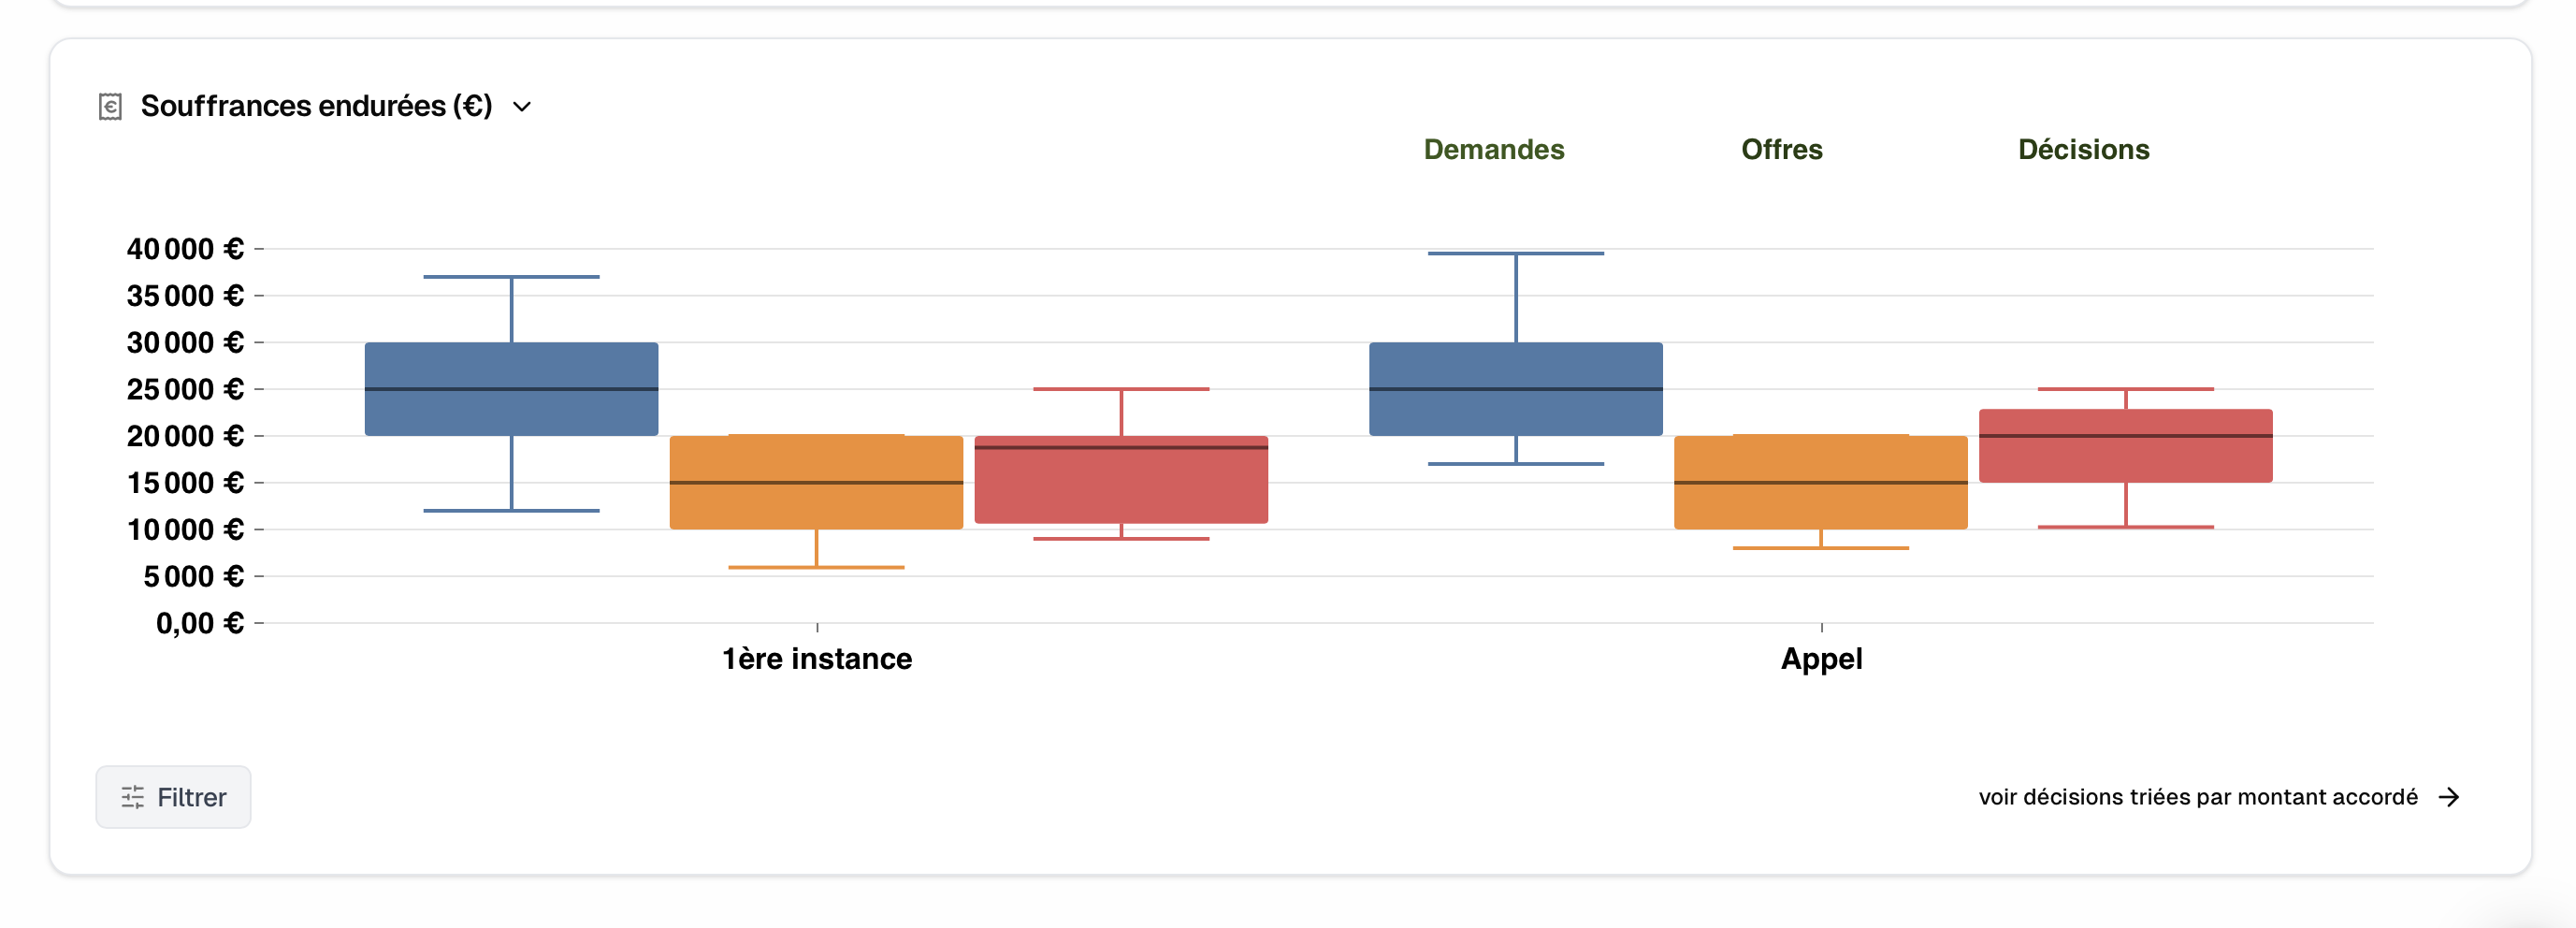 Souffrances endurées (€)
Demandes Offres Décisions
40 000 €
35 000 €
30 000 €
25 000 €
20 000 €
15 000 €
10 000 €
5 000 €
0,00 €
1ère instance Appel
Filtrer
voir décisions triées par montant accordé →